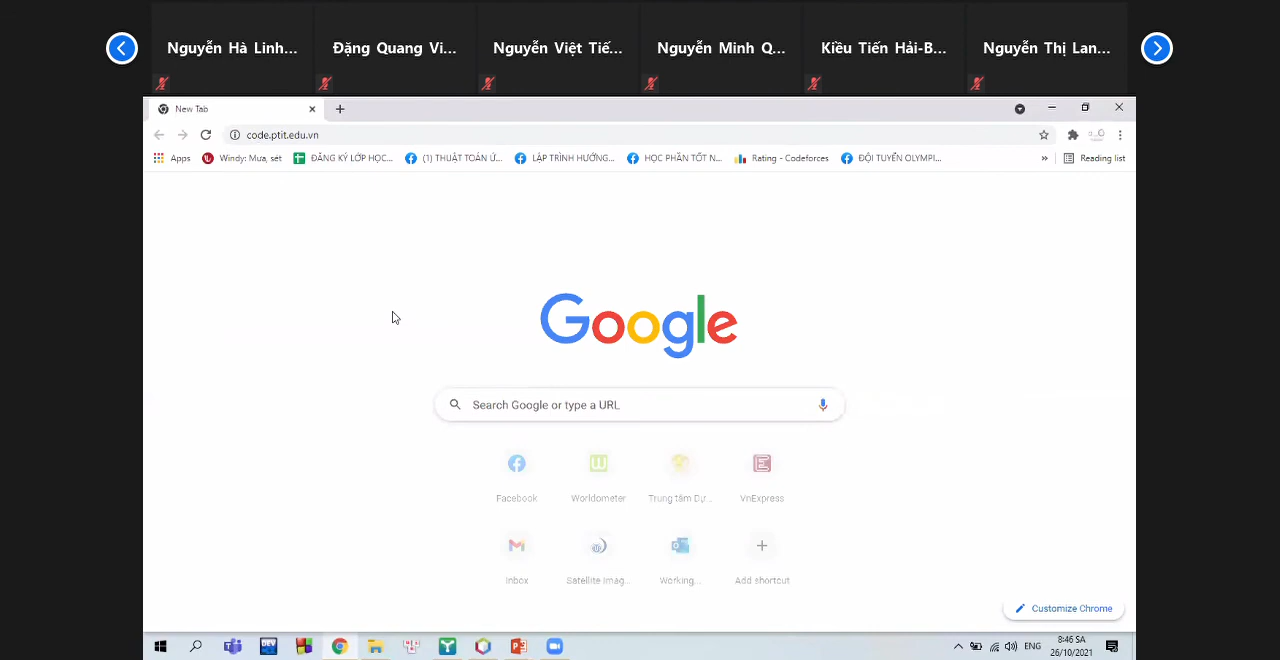 Nguyễn Hà Linh...
Đặng Quang Vi...
Nguyễn Việt Tiế...
Nguyễn Minh Q...
Kiều Tiến Hải-B...
Nguyễn Thị Lan...
New Tab
code.ptit.edu.vn
Apps
Windy: Mưa, sét
ĐĂNG KÝ LỚP HỌC...
(1) THUẬT TOÁN Ứ...
LẬP TRÌNH HƯỚNG...
HỌC PHẦN TỐT N...
Rating - Codeforces
ĐỘI TUYỂN OLYMPI...
»
Reading list
Google
Search Google or type a URL
Facebook
Worldometer
Trung tâm Dự...
VnExpress
Inbox
Satellite Imag...
Working...
Add shortcut
Customize Chrome
ENG
8:46 SA
26/10/2021